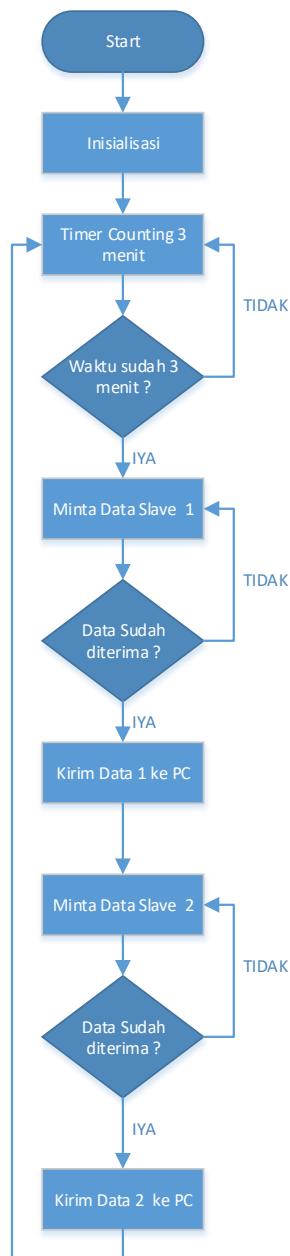 Start
Inisialisasi
Timer Counting 3
menit
TIDAK
Waktu sudah 3
menit ?
IYA
Minta Data Slave 1
TIDAK
Data Sudah
diterima ?
IYA
Kirim Data 1 ke PC
Minta Data Slave 2
TIDAK
Data Sudah
diterima ?
IYA
Kirim Data 2 ke PC